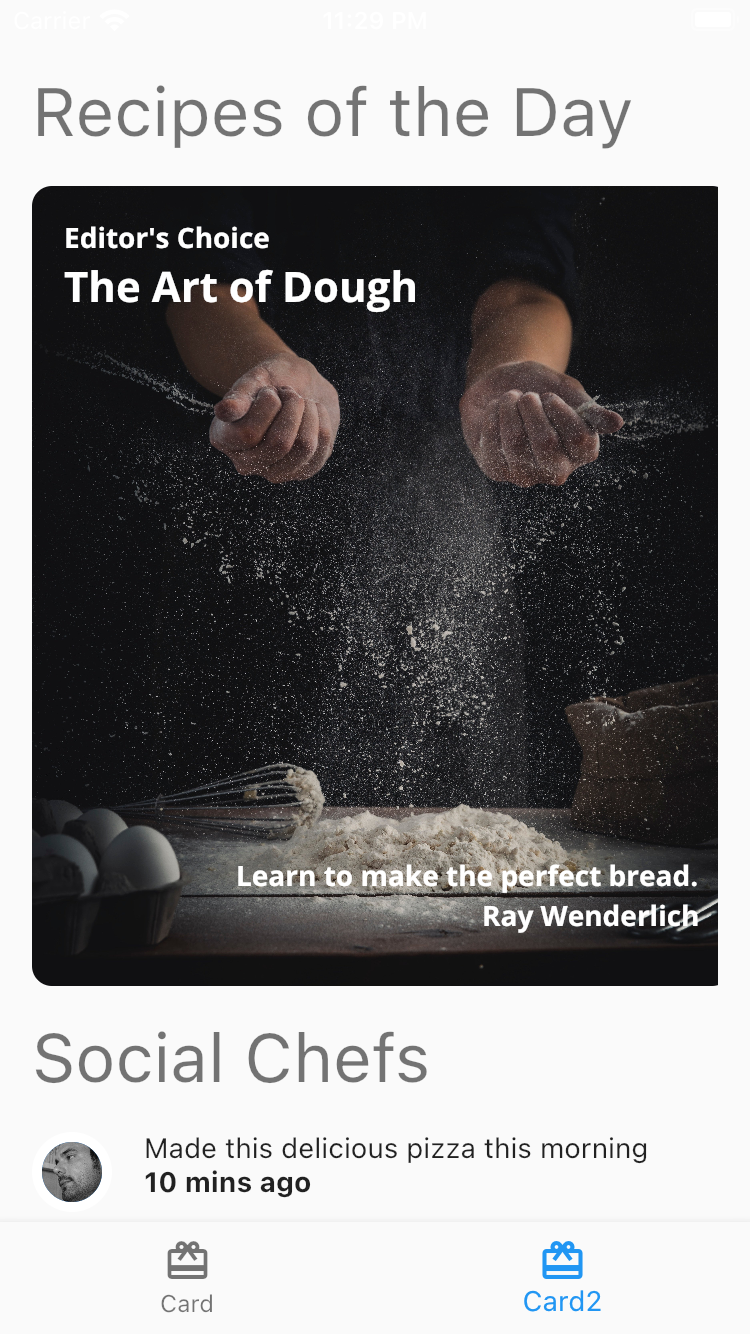 Carrier 11:29 PM
Recipes of the Day
Editor's Choice
The Art of Dough
Learn to make the perfect bread.
Ray Wenderlich
Social Chefs
Made this delicious pizza this morning
10 mins ago
Card Card2